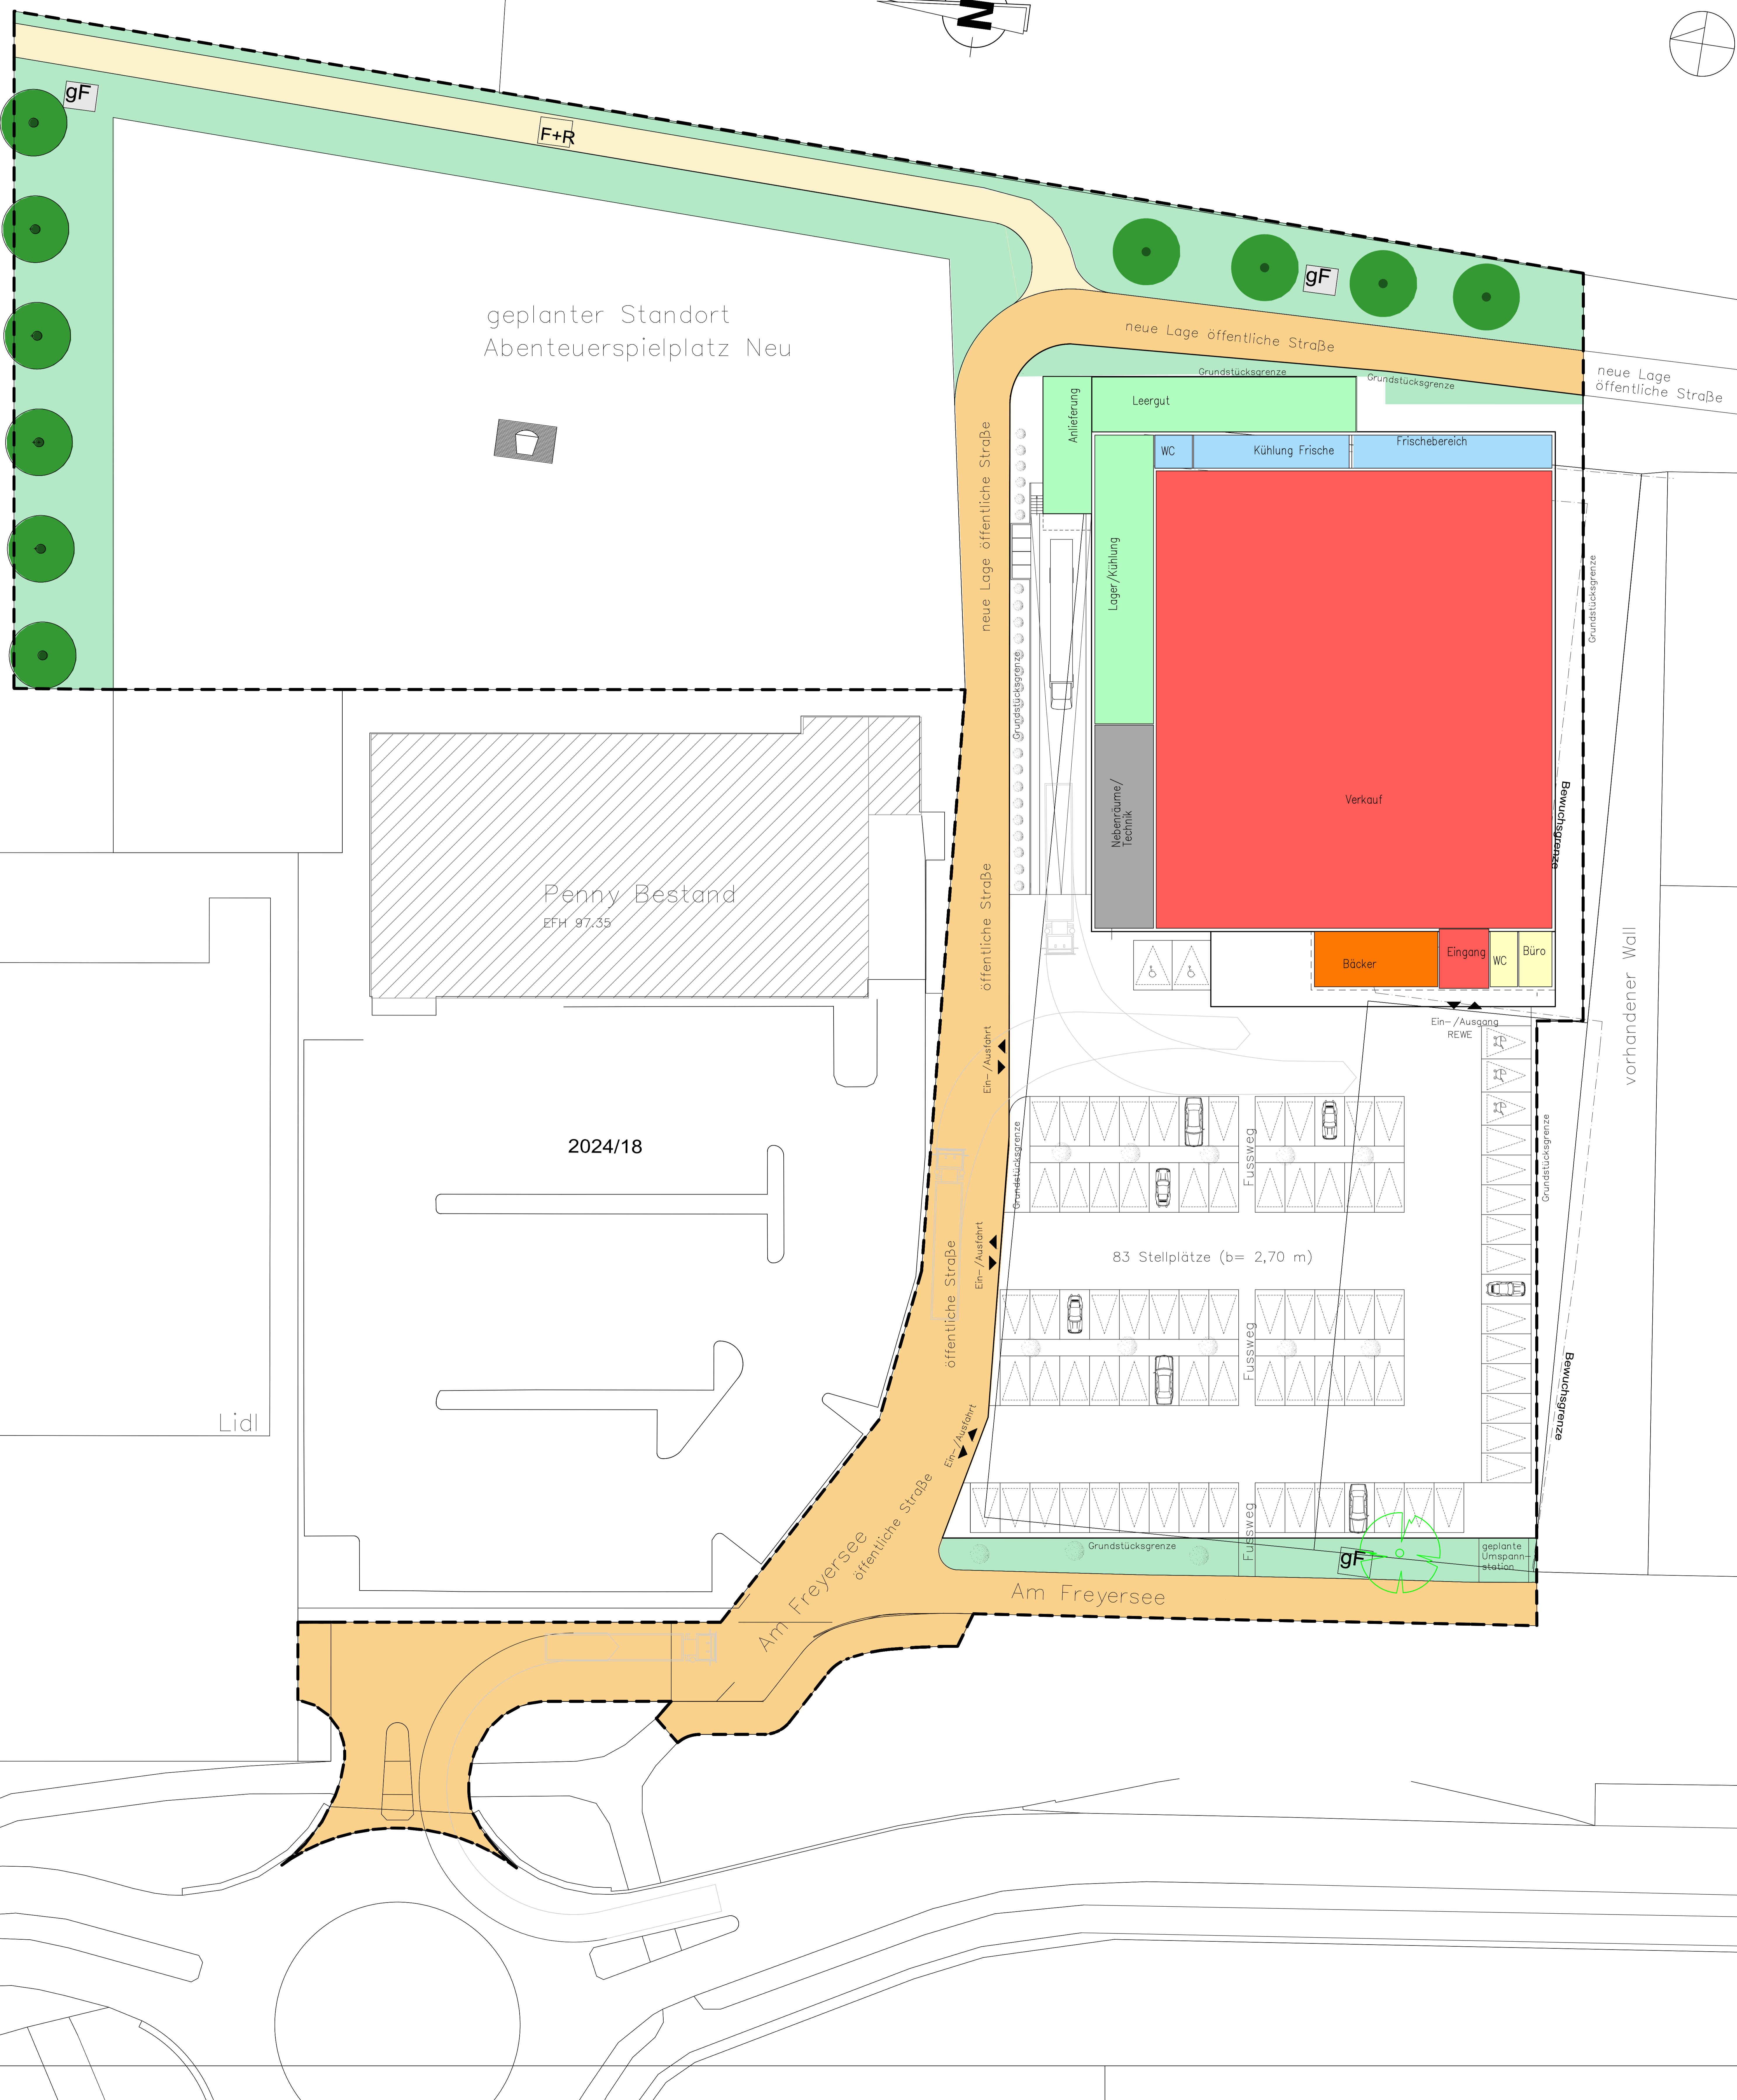 N
gF
F+R
gF
geplanter Standort
Abenteuerspielplatz Neu
neue Lage öffentliche Straße
neue Lage
öffentliche Straße
Grundstücksgrenze
Grundstücksgrenze
Anlieferung
Leergut
WC
Kühlung Frische
Frischebereich
neue Lage öffentliche Straße
Lager/Kühlung
Grundstücksgrenze
Grundstücksgrenze
Nebenräume/
Technik
Verkauf
Bewuchsgrenze
Penny Bestand
EFH 97.35
öffentliche Straße
Bäcker
Eingang
WC
Büro
vorhandener Wall
Ein-/Ausgang
REWE
Ein-/Ausfahrt
2024/18
Grundstücksgrenze
Fussweg
Grundstücksgrenze
Ein-/Ausfahrt
83 Stellplätze (b= 2,70 m)
öffentliche Straße
Fussweg
Bewuchsgrenze
Lidl
Ein-/Ausfahrt
öffentliche Straße
Fussweg
Grundstücksgrenze
gF
geplante
Umspann-
station
Am Freyersee
Am Freyersee